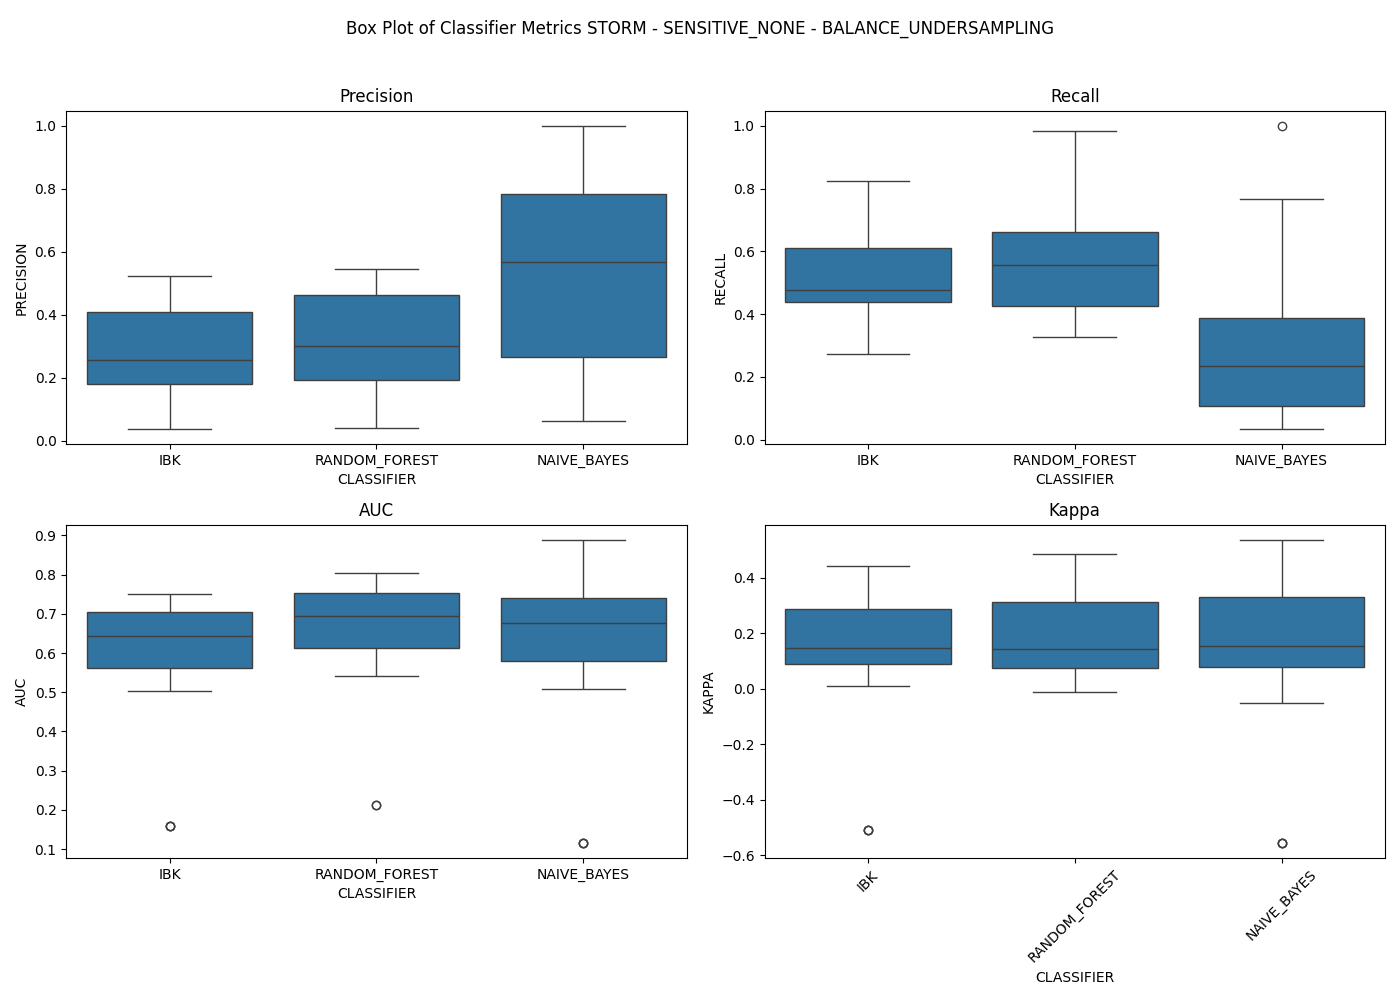 Box Plot of Classifier Metrics STORM - SENSITIVE_NONE - BALANCE_UNDERSAMPLING
Precision
1.0
0.8
0.6
0.4
0.2
0.0
PRECISION
IBK RANDOM_FOREST NAIVE_BAYES
CLASSIFIER
Recall
1.0
0.8
0.6
0.4
0.2
0.0
RECALL
IBK RANDOM_FOREST NAIVE_BAYES
CLASSIFIER
AUC
0.9
0.8
0.7
0.6
0.5
0.4
0.3
0.2
0.1
AUC
IBK RANDOM_FOREST NAIVE_BAYES
CLASSIFIER
Kappa
0.4
0.2
0.0
−0.2
−0.4
−0.6
KAPPA
IBK
RANDOM_FOREST
NAIVE_BAYES
CLASSIFIER